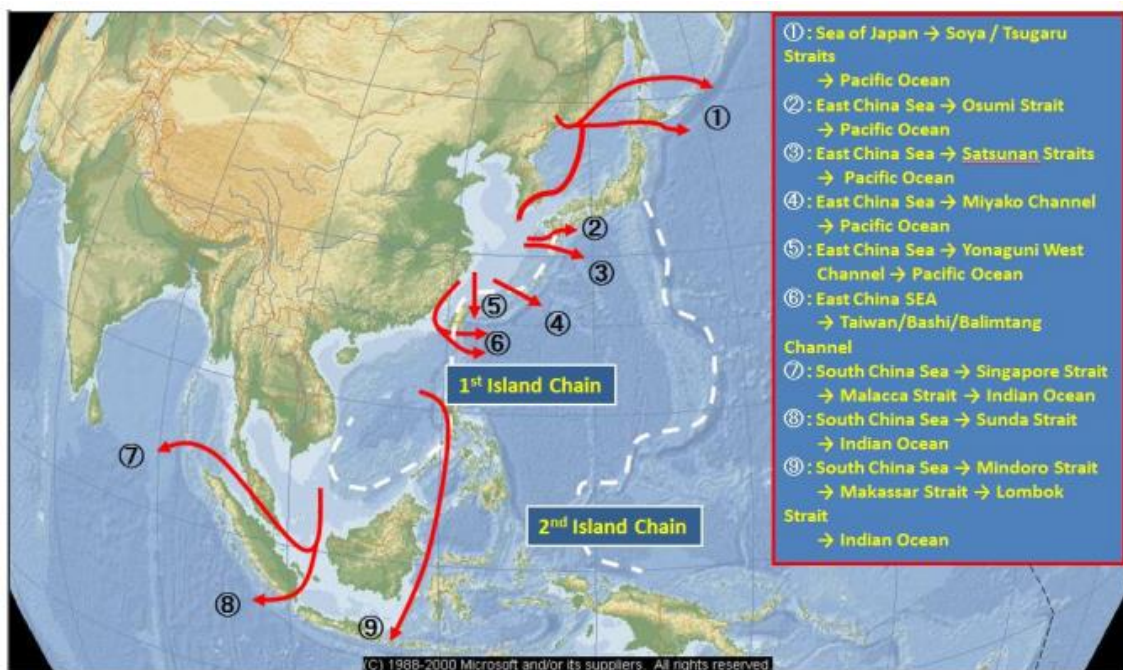 ①: Sea of Japan → Soya / Tsugaru
Straits
→ Pacific Ocean
②: East China Sea → Osumi Strait
→ Pacific Ocean
③: East China Sea → Satsunan Straits
→ Pacific Ocean
④: East China Sea → Miyako Channel
→ Pacific Ocean
⑤: East China Sea → Yonaguni West
Channel → Pacific Ocean
⑥: East China SEA
→ Taiwan/Bashi/Balimtang
Channel
⑦: South China Sea → Singapore Strait
→ Malacca Strait → Indian Ocean
⑧: South China Sea → Sunda Strait
→ Indian Ocean
⑨: South China Sea → Mindoro Strait
→ Makassar Strait → Lombok
Strait
→ Indian Ocean
①
②
③
⑤
④
⑥
1st Island Chain
⑦
2nd Island Chain
⑧
⑨
(C) 1988-2000 Microsoft and/or its suppliers. All rights reserved.